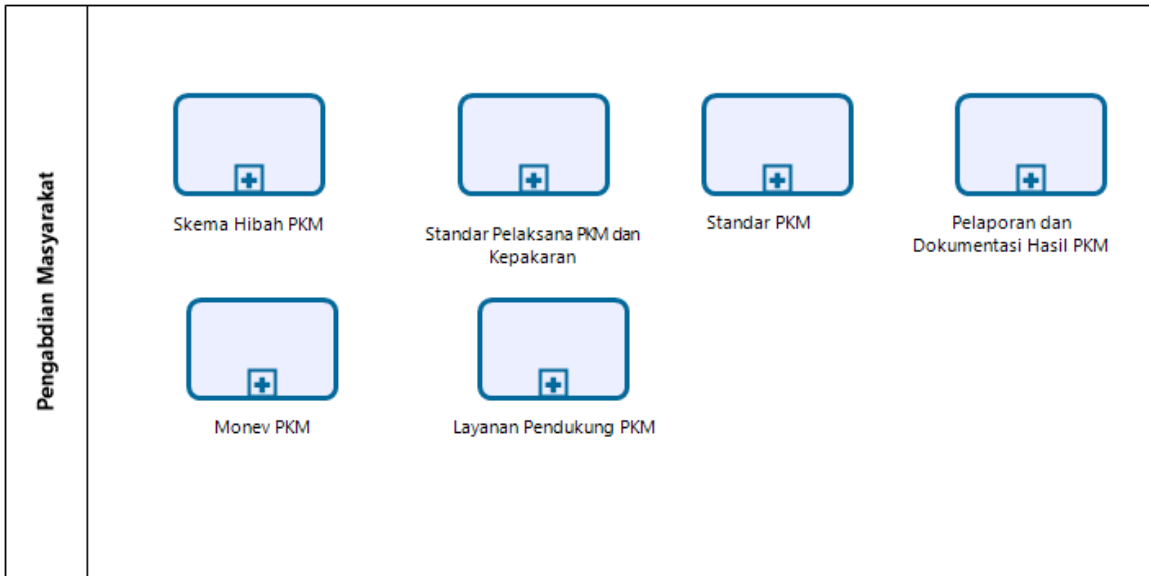 Pengabdian Masyarakat
Skema Hibah PKM
Standar Pelaksana PKM dan
Kepakaran
Standar PKM
Pelaporan dan
Dokumentasi Hasil PKM
Monev PKM
Layanan Pendukung PKM